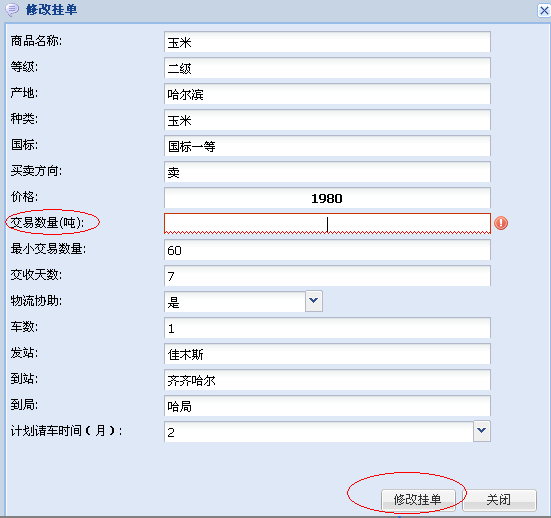 修改挂单
商品名称: 玉米
等级: 二级
产地: 哈尔滨
种类: 玉米
国标: 国标一等
买卖方向: 卖
价格: 1980
交易数量(吨):
最小交易数量: 60
交收天数: 7
物流协助: 是
车数: 1
发站: 佳木斯
到站: 齐齐哈尔
到局: 哈局
计划请车时间（月）: 2
修改挂单 关闭